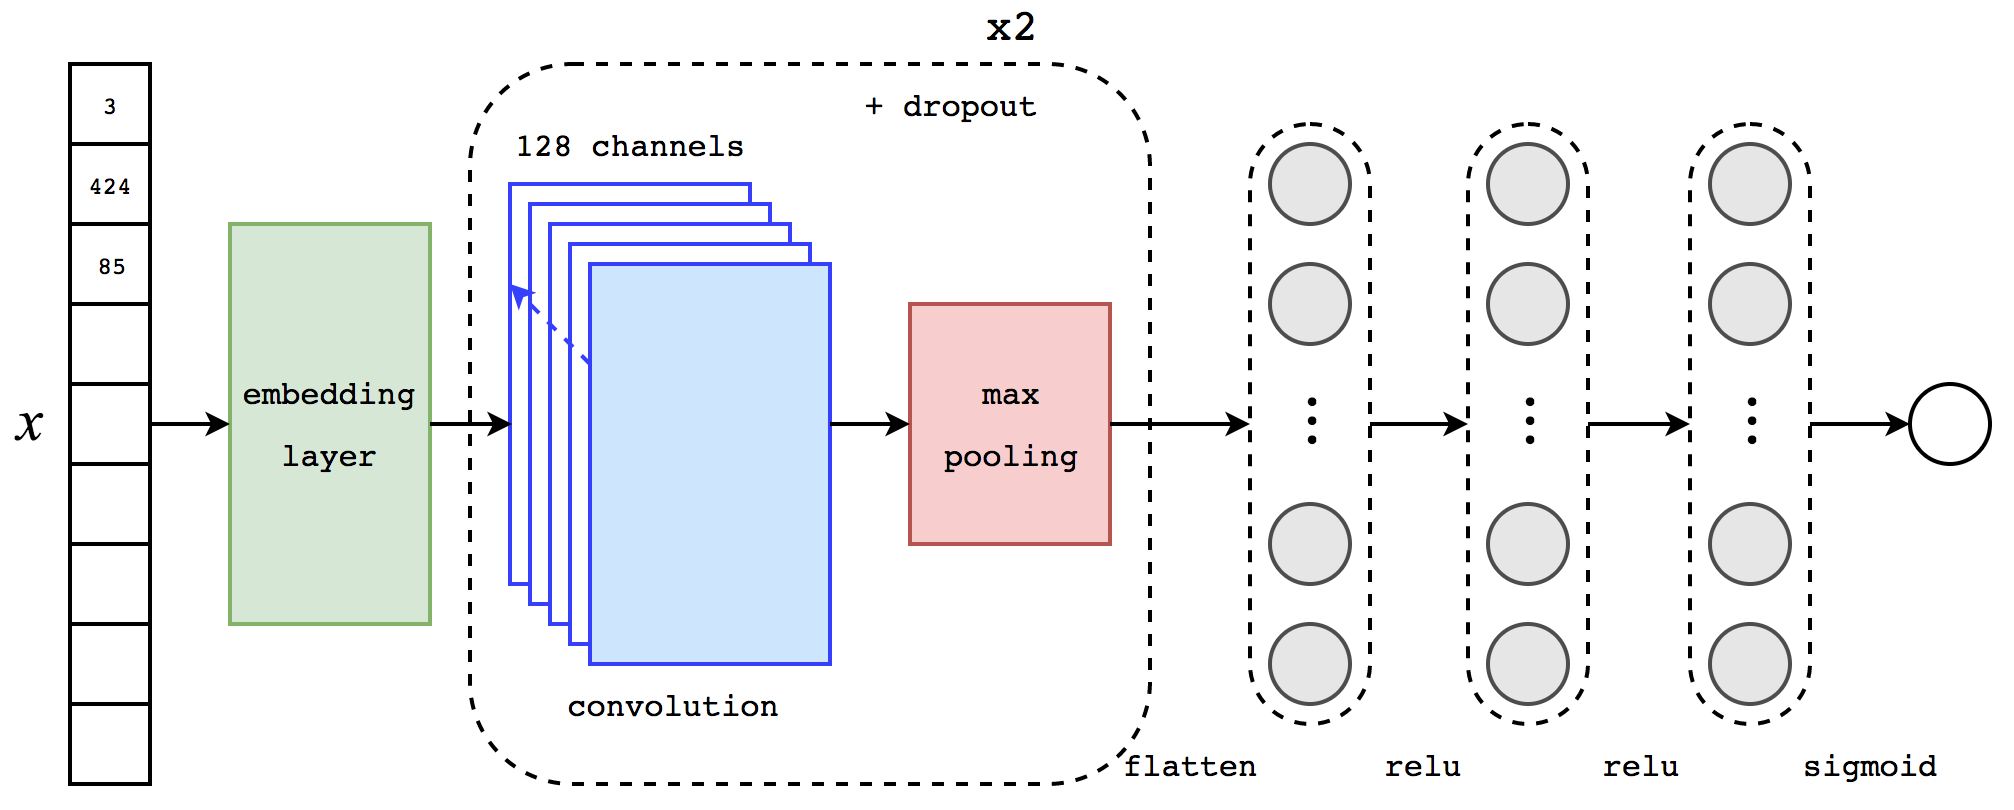 x2
+ dropout
128 channels
3
424
85
x
embedding
layer
max
pooling
convolution
flatten
relu
relu
sigmoid